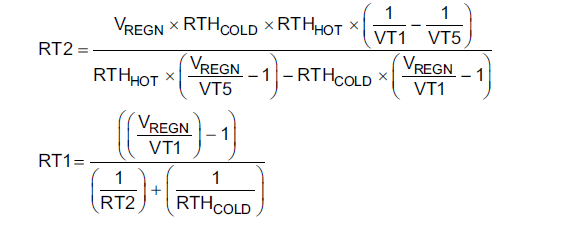 RT2 = (V_REGN × RTH_COLD × RTH_HOT × (1/VT1 − 1/VT5)) / (RTH_HOT × (V_REGN/VT5 − 1) − RTH_COLD × (V_REGN/VT1 − 1))
RT1 = ((V_REGN/VT1) − 1) / ((1/RT2) + (1/RTH_COLD))